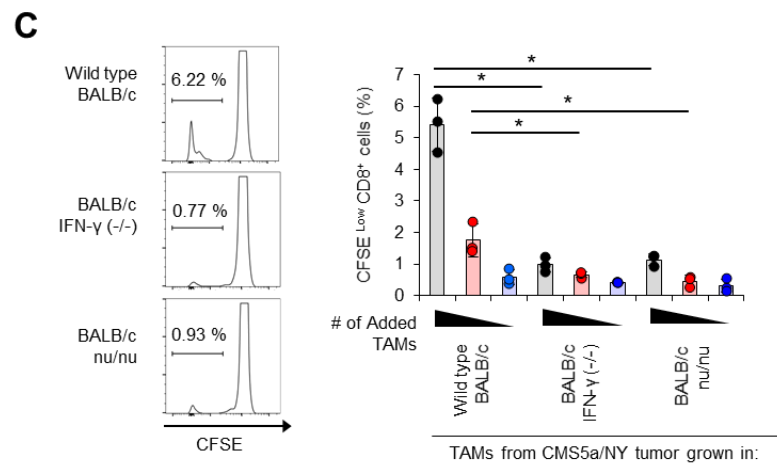 C
Wild type
BALB/c
6.22 %
BALB/c
IFN-γ (-/-)
0.77 %
BALB/c
nu/nu
0.93 %
CFSE
CFSE Low CD8+ cells (%)
7
6
5
4
3
2
1
0
*
*
*
*
# of Added
TAMs
Wild type
BALB/c
BALB/c
IFN-γ (-/-)
BALB/c
nu/nu
TAMs from CMS5a/NY tumor grown in: